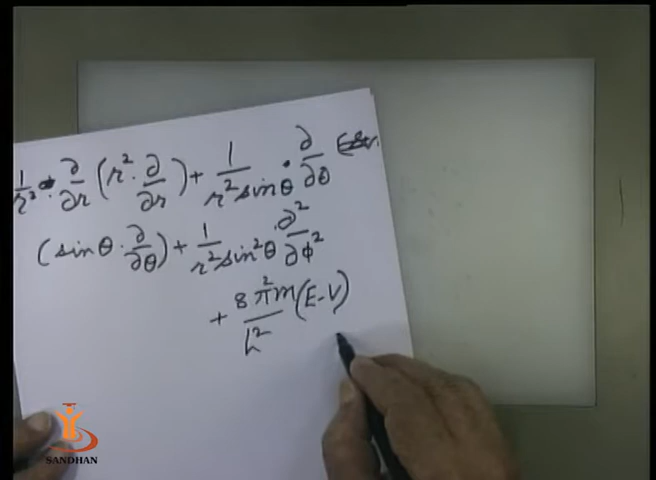 1/r² · ∂/∂r (r² · ∂/∂r) + 1/r² sin θ · ∂/∂θ
(sin θ · ∂/∂θ) + 1/r² sin² θ · ∂²/∂ϕ²
+ 8π²m/h² (E-V)
SANDHAN